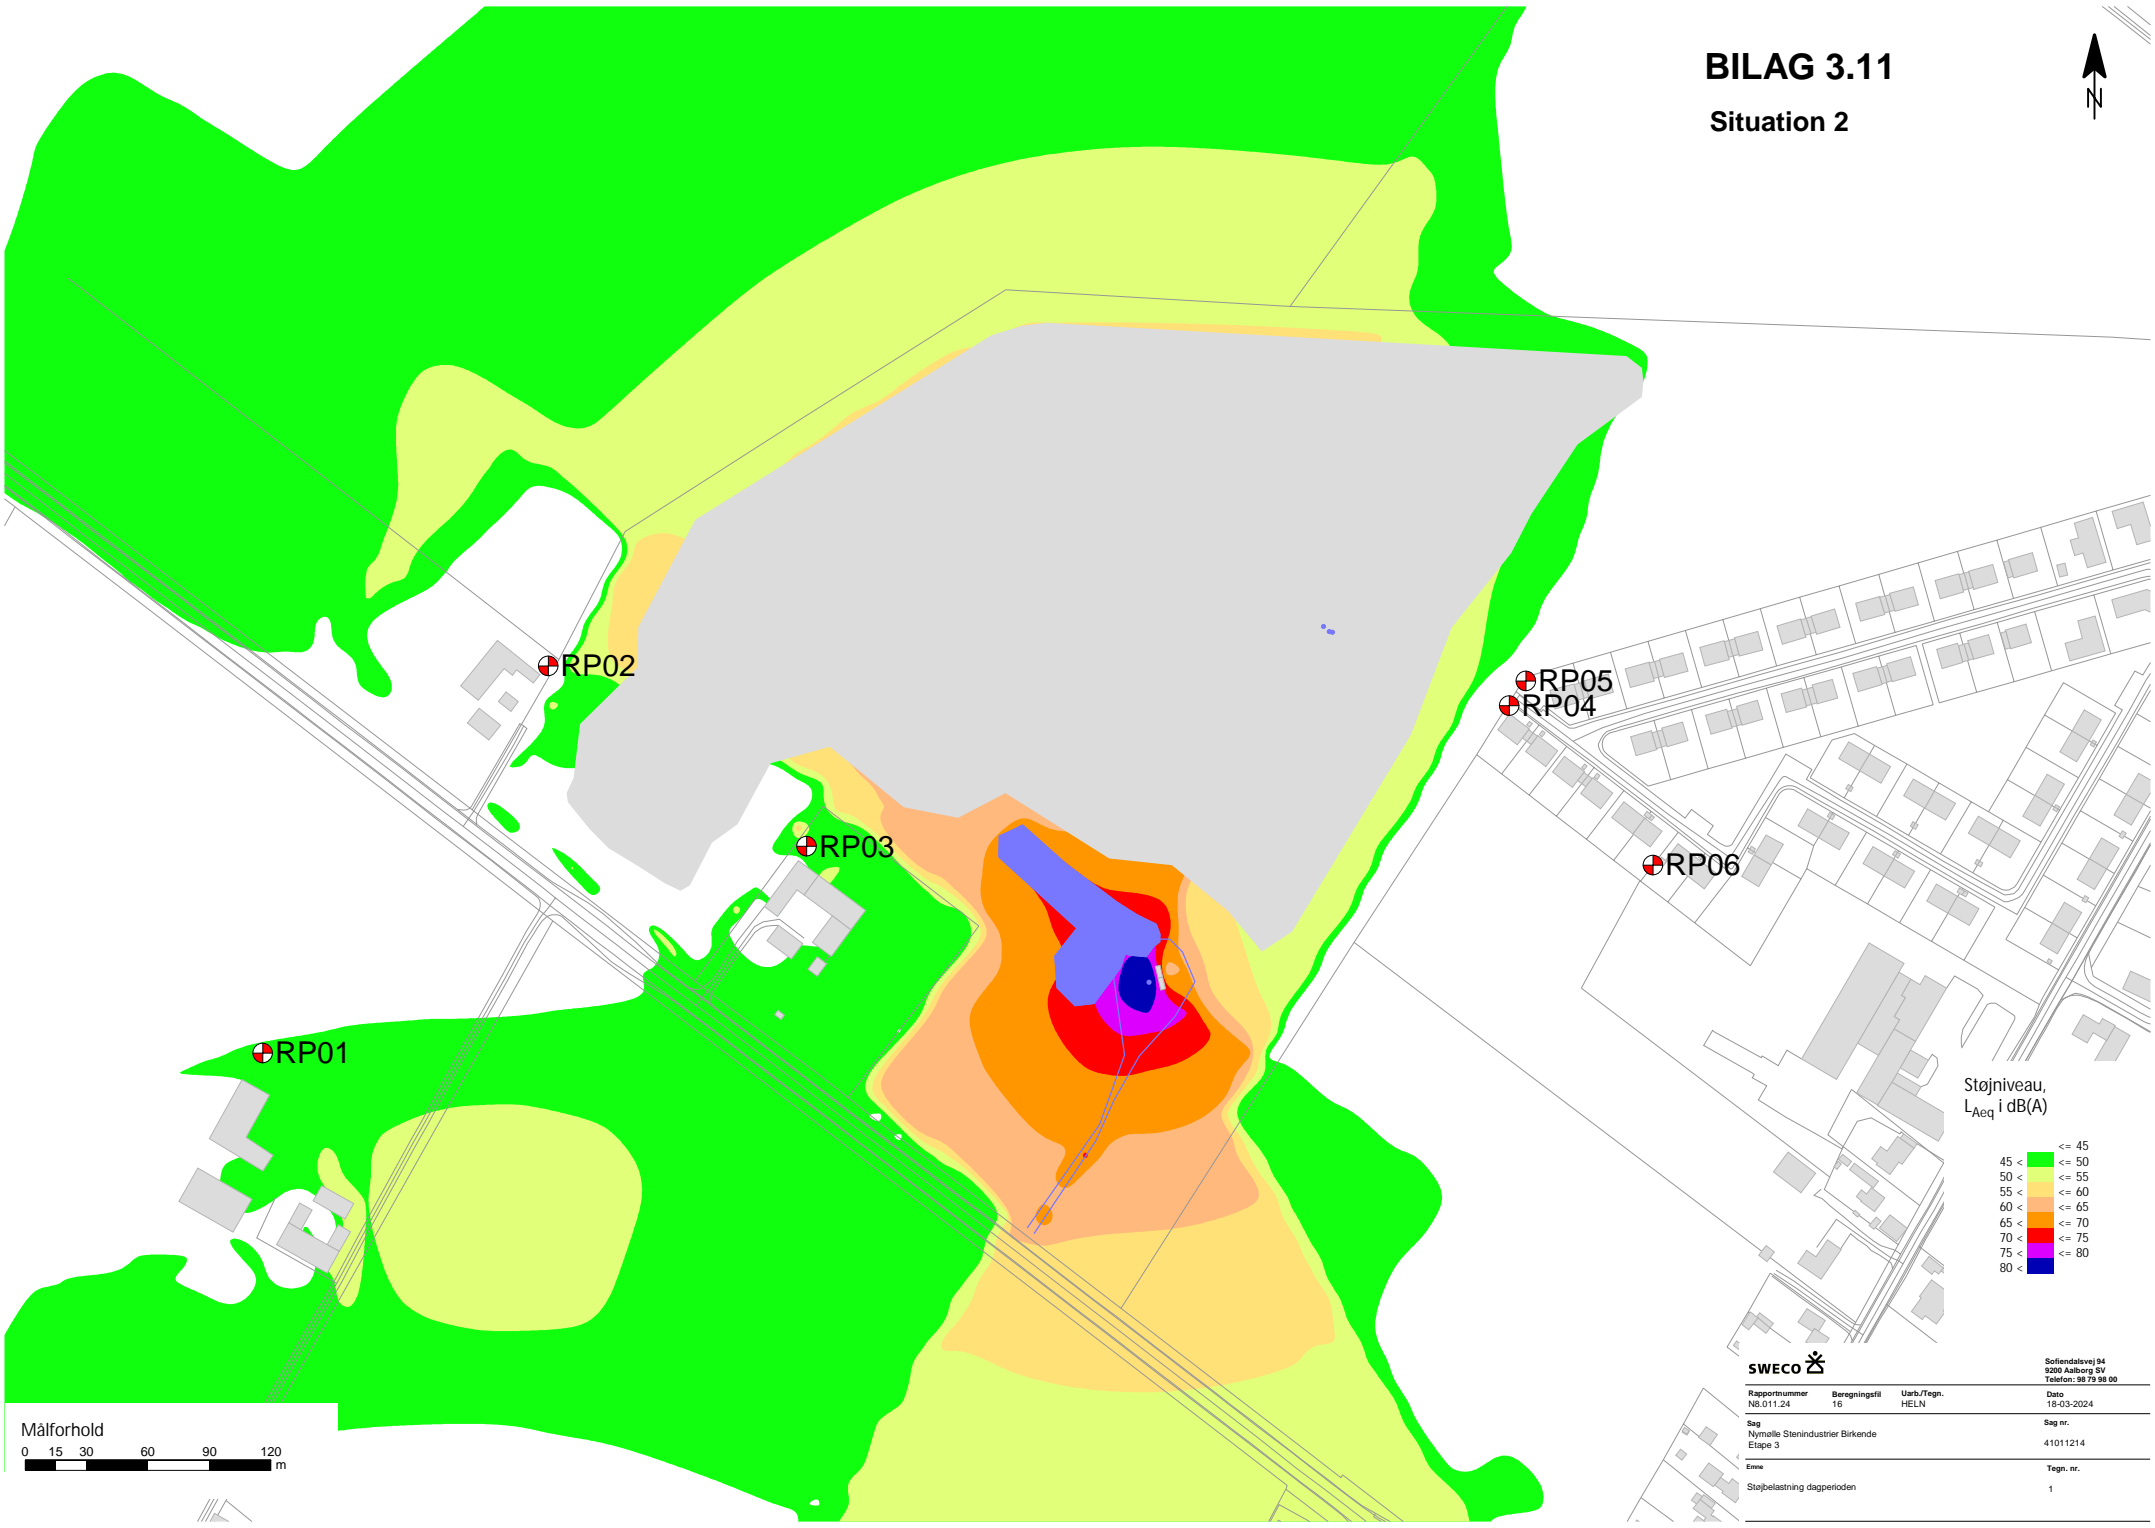 BILAG 3.11
Situation 2
N
RP02
RP05
RP04
RP03
RP06
RP01
Støjniveau,
LAeq i dB(A)
<= 45
45 < <= 50
50 < <= 55
55 < <= 60
60 < <= 65
65 < <= 70
70 < <= 75
75 < <= 80
80 <
Målforhold
0 15 30 60 90 120
m
SWECO
Sofiendalsvej 94
9200 Aalborg SV
Telefon: 98 79 98 00
Rapportnummer Beregningsfil Uarb./Tegn. Dato
N8.011.24 16 HELN 18-03-2024
Sag Sag nr.
Nymølle Stenindustrier Birkende
Etape 3 41011214
Emne Tegn. nr.
Støjbelastning dagperioden 1